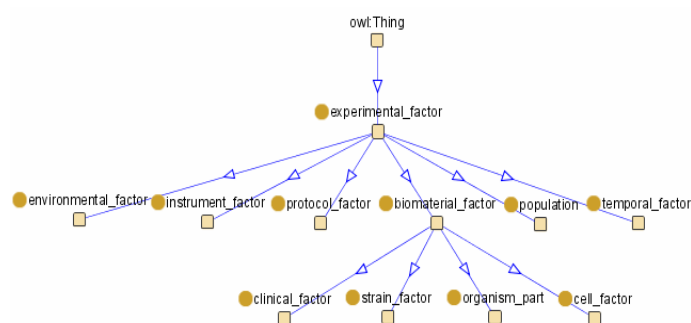 owl:Thing
experimental_factor
environmental_factor instrument_factor protocol_factor biomaterial_factor population temporal_factor
clinical_factor strain_factor organism_part cell_factor